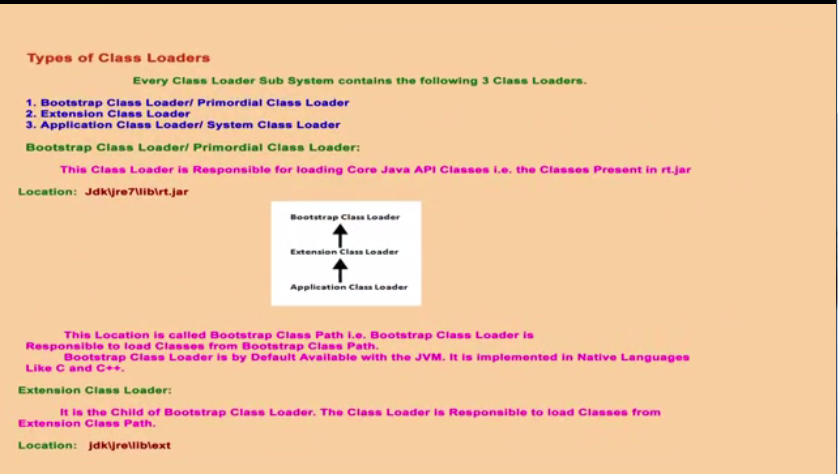 Types of Class Loaders
Every Class Loader Sub System contains the following 3 Class Loaders.
1. Bootstrap Class Loader/ Primordial Class Loader
2. Extension Class Loader
3. Application Class Loader/ System Class Loader
Bootstrap Class Loader/ Primordial Class Loader:
This Class Loader is Responsible for loading Core Java API Classes i.e. the Classes Present in rt.jar
Location: Jdk\jre7\lib\rt.jar
Bootstrap Class Loader
Extension Class Loader
Application Class Loader
This Location is called Bootstrap Class Path i.e. Bootstrap Class Loader is
Responsible to load Classes from Bootstrap Class Path.
Bootstrap Class Loader is by Default Available with the JVM. It is implemented in Native Languages
Like C and C++.
Extension Class Loader:
It is the Child of Bootstrap Class Loader. The Class Loader is Responsible to load Classes from
Extension Class Path.
Location: jdk\jre\lib\ext